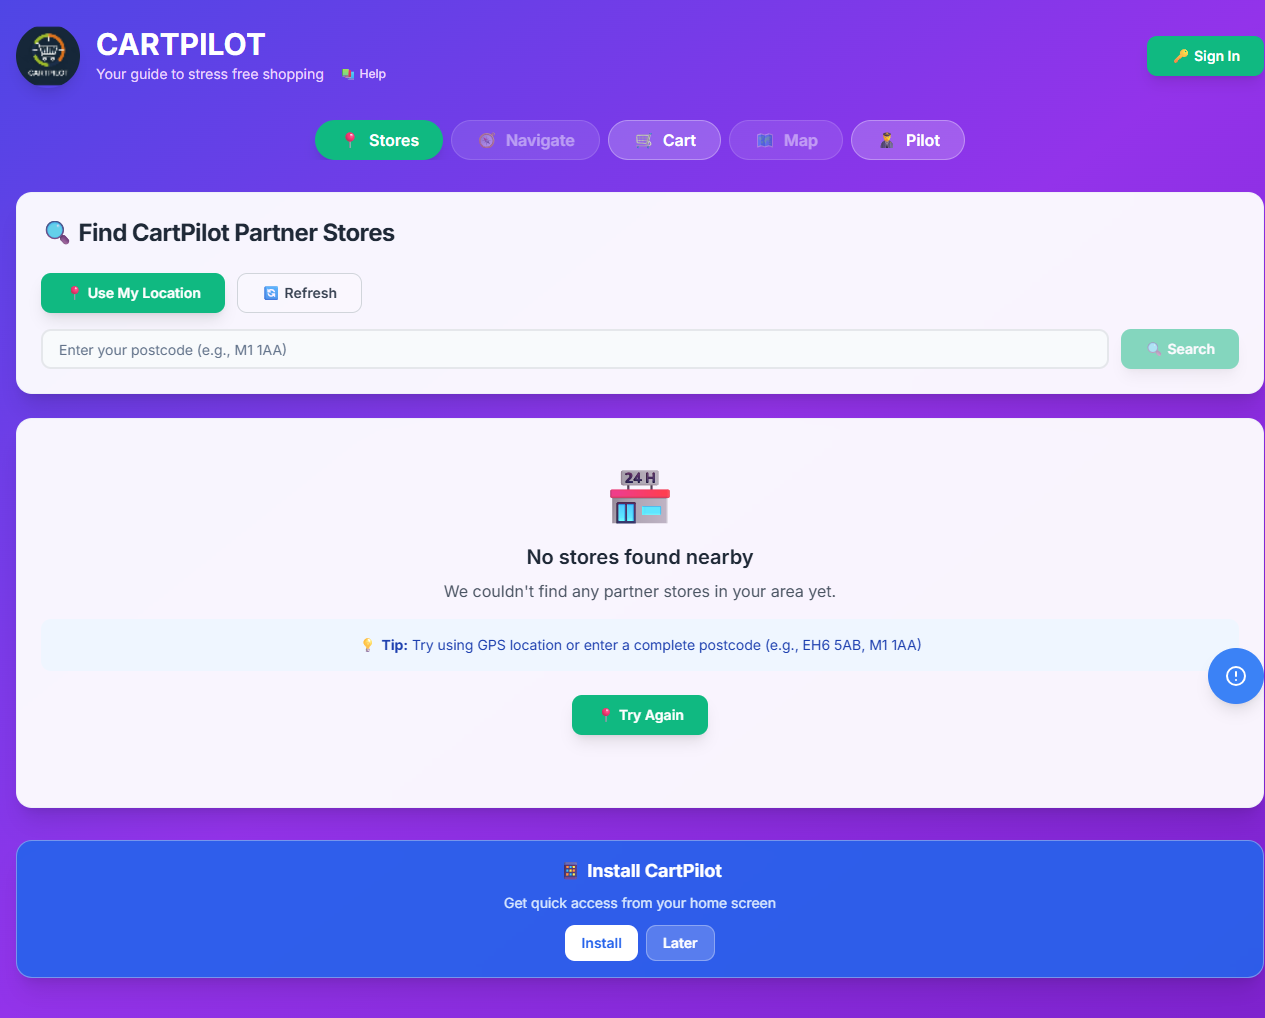 CARTPILOT
CARTPILOT
Your guide to stress free shopping
Help
Sign In
Stores
Navigate
Cart
Map
Pilot
Find CartPilot Partner Stores
Use My Location
Refresh
Enter your postcode (e.g., M1 1AA)
Search
24 H
No stores found nearby
We couldn't find any partner stores in your area yet.
Tip: Try using GPS location or enter a complete postcode (e.g., EH6 5AB, M1 1AA)
Try Again
Install CartPilot
Get quick access from your home screen
Install
Later